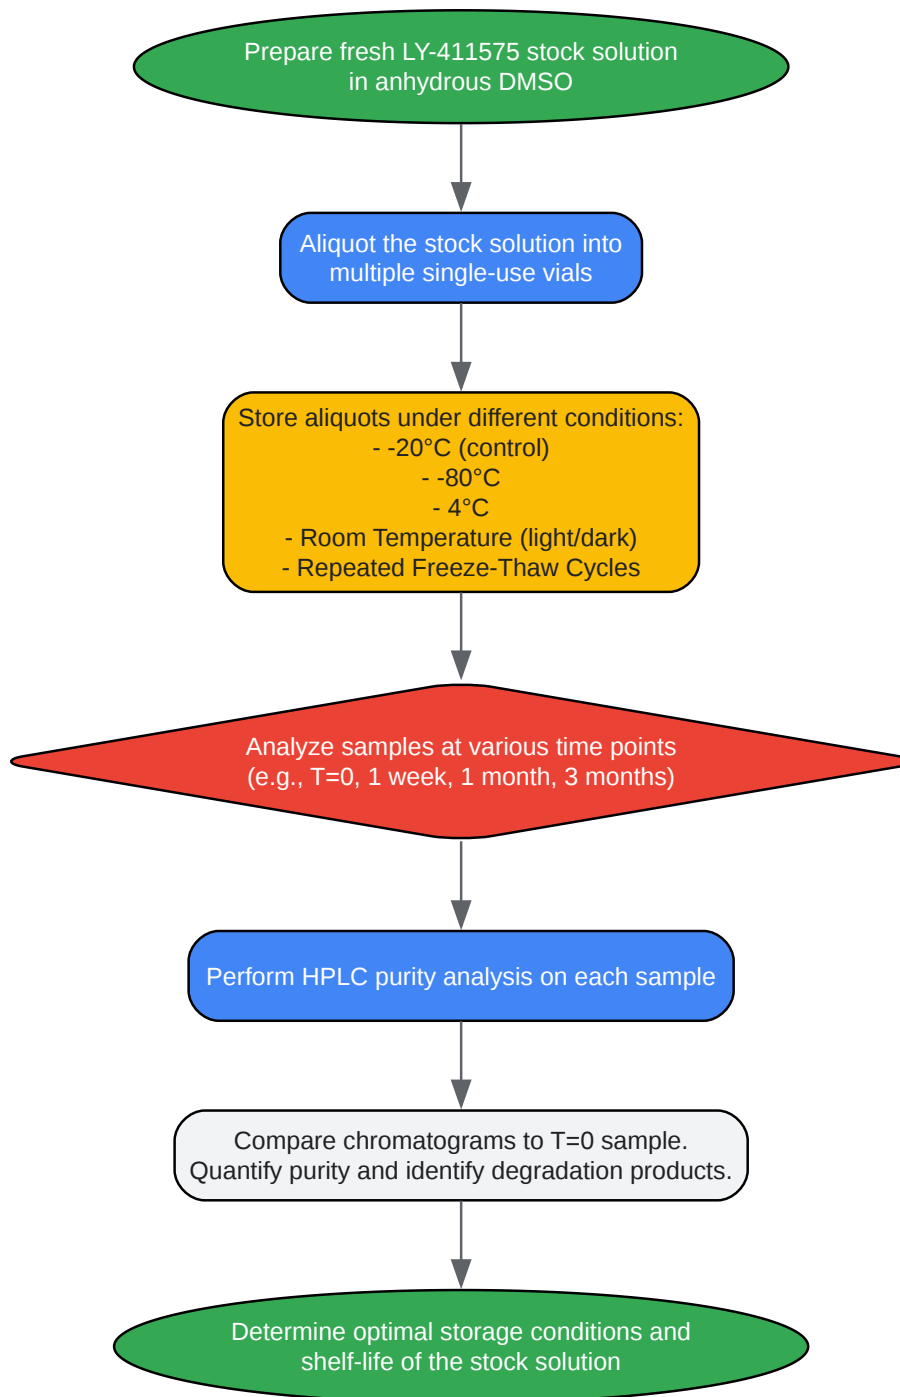 Prepare fresh LY-411575 stock solution
in anhydrous DMSO
Aliquot the stock solution into
multiple single-use vials
Store aliquots under different conditions:
- -20°C (control)
- -80°C
- 4°C
- Room Temperature (light/dark)
- Repeated Freeze-Thaw Cycles
Analyze samples at various time points
(e.g., T=0, 1 week, 1 month, 3 months)
Perform HPLC purity analysis on each sample
Compare chromatograms to T=0 sample.
Quantify purity and identify degradation products.
Determine optimal storage conditions and
shelf-life of the stock solution